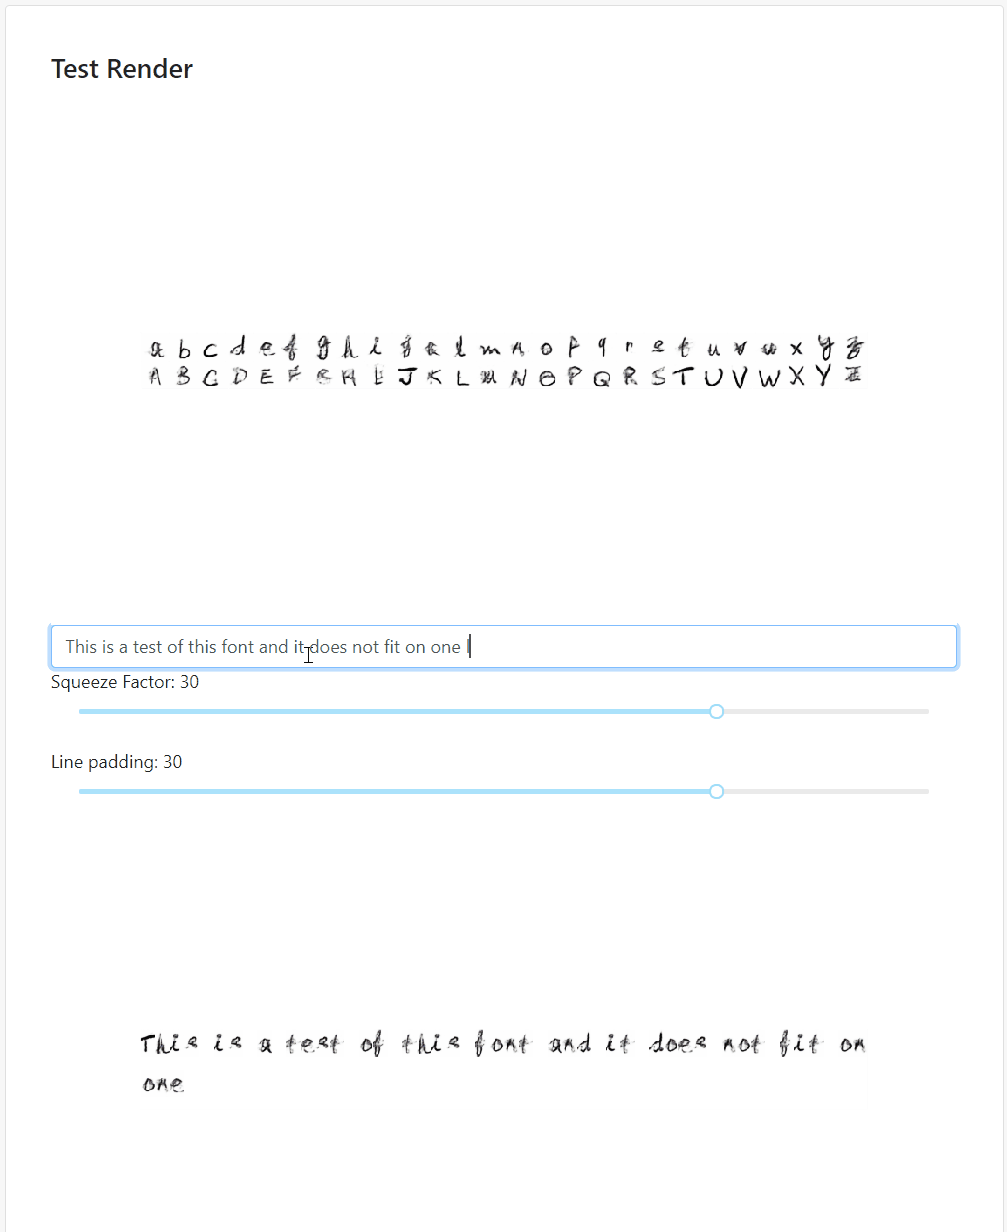 Test Render
a b c d e f g h i j k l m n o p q r s t u v w x y z
A B C D E F G H I J K L M N O P Q R S T U V W X Y Z
This is a test of this font and it does not fit on one l
Squeeze Factor: 30
Line padding: 30
This is a test of this font and it does not fit on
one